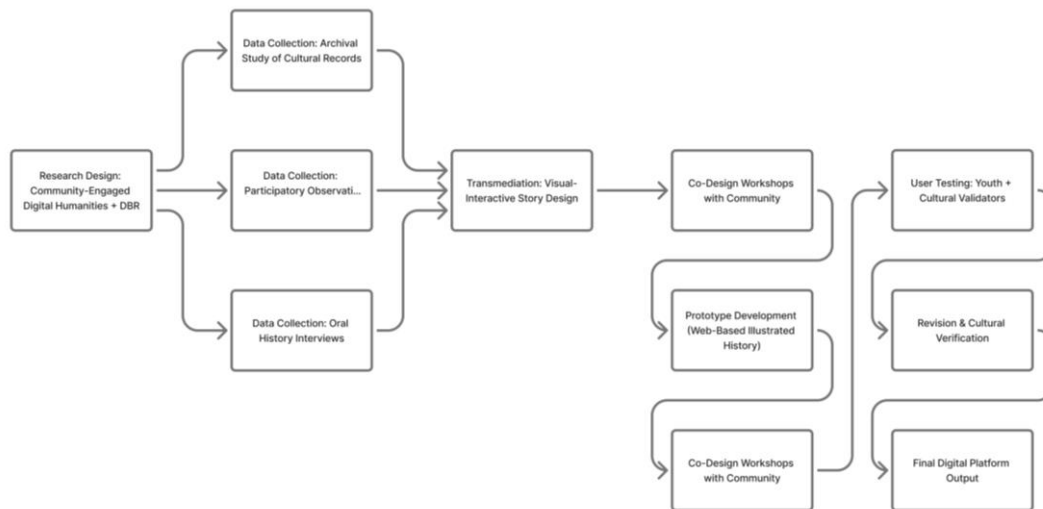 Data Collection: Archival
Study of Cultural Records
Research Design:
Community-Engaged
Digital Humanities + DBR
Data Collection:
Participatory Observati...
Data Collection: Oral
History Interviews
Transmediation: Visual-
Interactive Story Design
Co-Design Workshops
with Community
Prototype Development
(Web-Based Illustrated
History)
Co-Design Workshops
with Community
User Testing: Youth +
Cultural Validators
Revision & Cultural
Verification
Final Digital Platform
Output